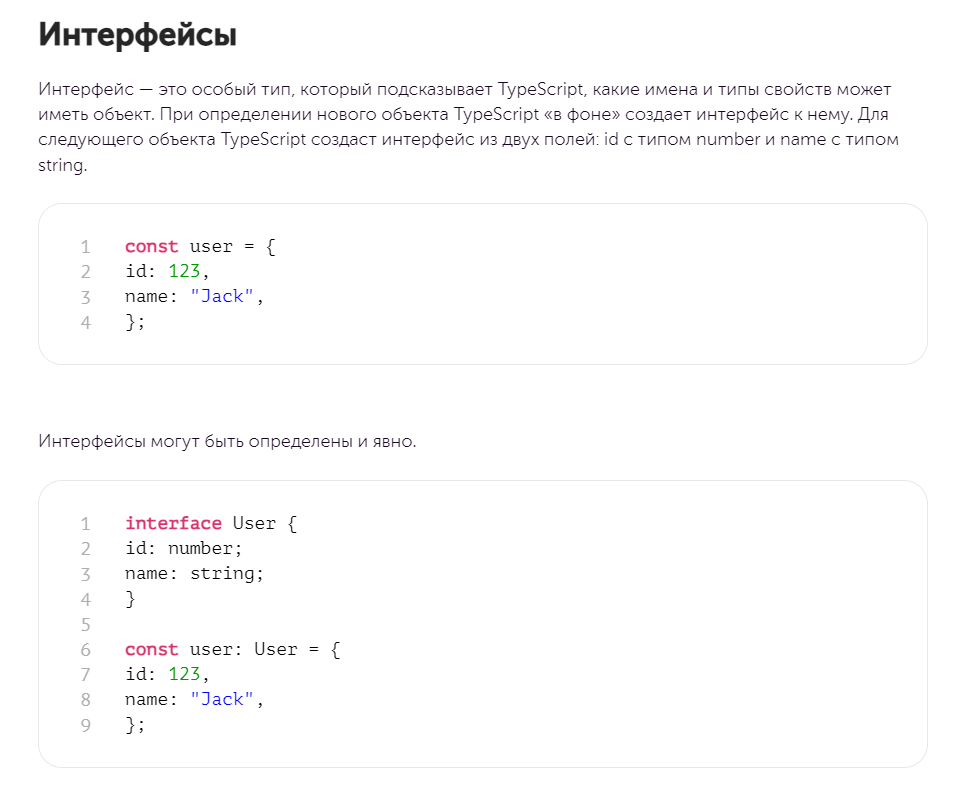 Интерфейсы
Интерфейс — это особый тип, который подсказывает TypeScript, какие имена и типы свойств может
иметь объект. При определении нового объекта TypeScript «в фоне» создает интерфейс к нему. Для
следующего объекта TypeScript создаст интерфейс из двух полей: id с типом number и name с типом
string.
1 const user = {
2 id: 123,
3 name: "Jack",
4 };
Интерфейсы могут быть определены и явно.
1 interface User {
2 id: number;
3 name: string;
4 }
5
6 const user: User = {
7 id: 123,
8 name: "Jack",
9 };